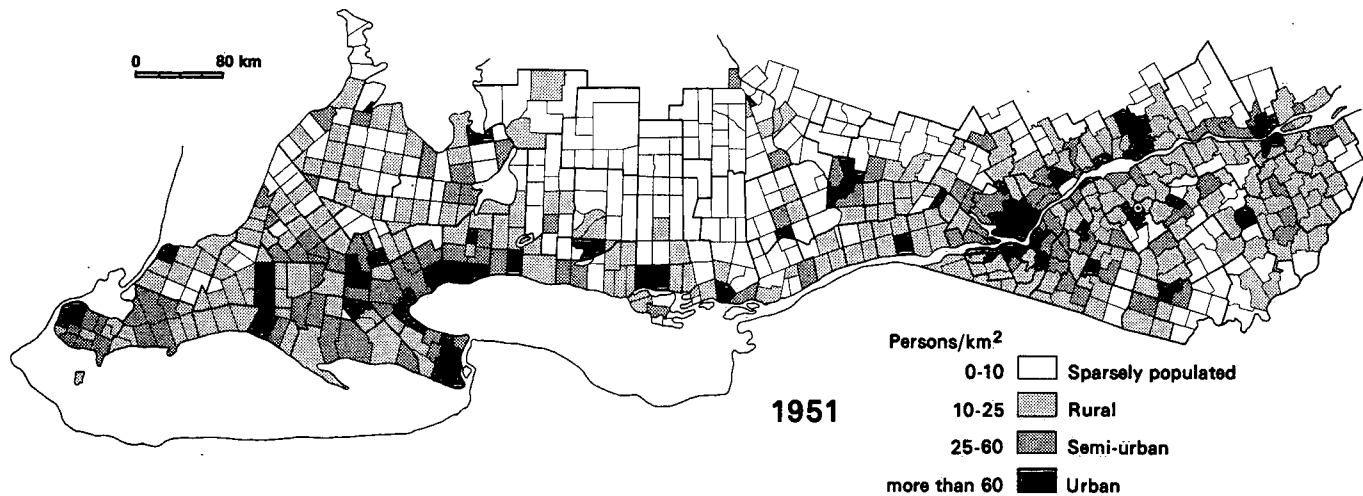 0 80 km
Persons/km²
0-10 Sparsely populated
1951
10-25 Rural
25-60 Semi-urban
more than 60 Urban